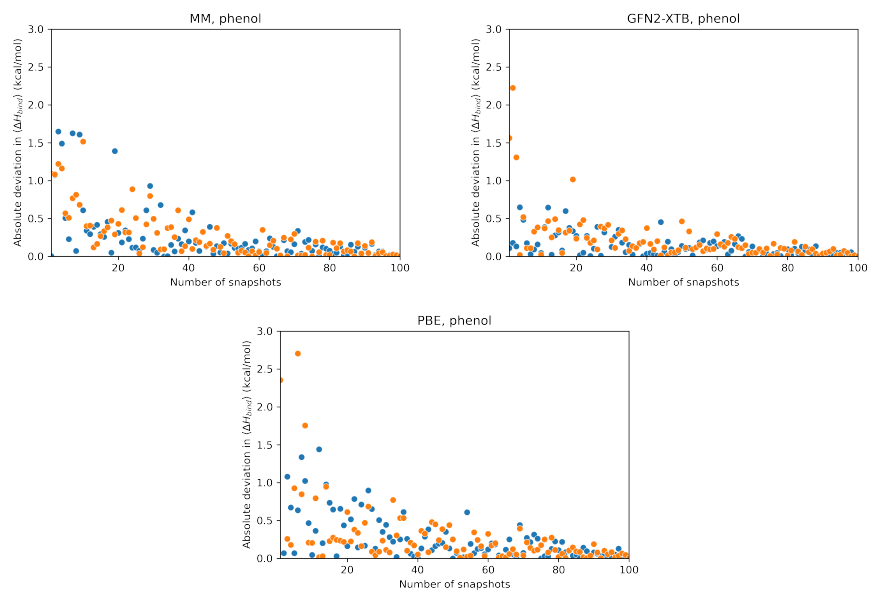 MM, phenol
Absolute deviation in ⟨ΔH_bind⟩ (kcal/mol)
3.0
2.5
2.0
1.5
1.0
0.5
0.0
20 40 60 80 100
Number of snapshots
GFN2-XTB, phenol
Absolute deviation in ⟨ΔH_bind⟩ (kcal/mol)
3.0
2.5
2.0
1.5
1.0
0.5
0.0
20 40 60 80 100
Number of snapshots
PBE, phenol
Absolute deviation in ⟨ΔH_bind⟩ (kcal/mol)
3.0
2.5
2.0
1.5
1.0
0.5
0.0
20 40 60 80 100
Number of snapshots